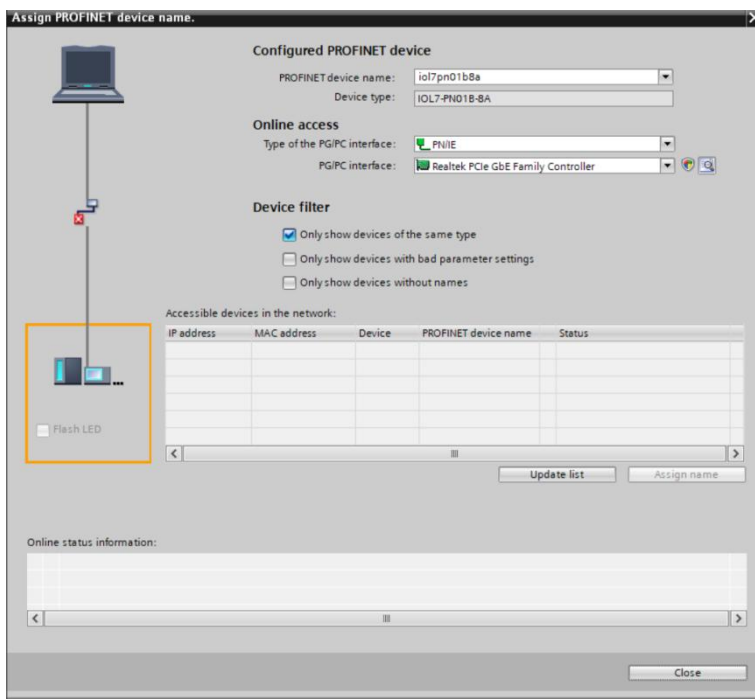 Assign PROFINET device name.
Configured PROFINET device
PROFINET device name: iol7pn01b8a
Device type: IOL7-PN01B-8A
Online access
Type of the PG/PC interface: PN/IE
PG/PC interface: Realtek PCIe GbE Family Controller
Device filter
Only show devices of the same type
Only show devices with bad parameter settings
Only show devices without names
Accessible devices in the network:
IP address MAC address Device PROFINET device name Status
Flash LED
Update list Assign name
Online status information:
Close